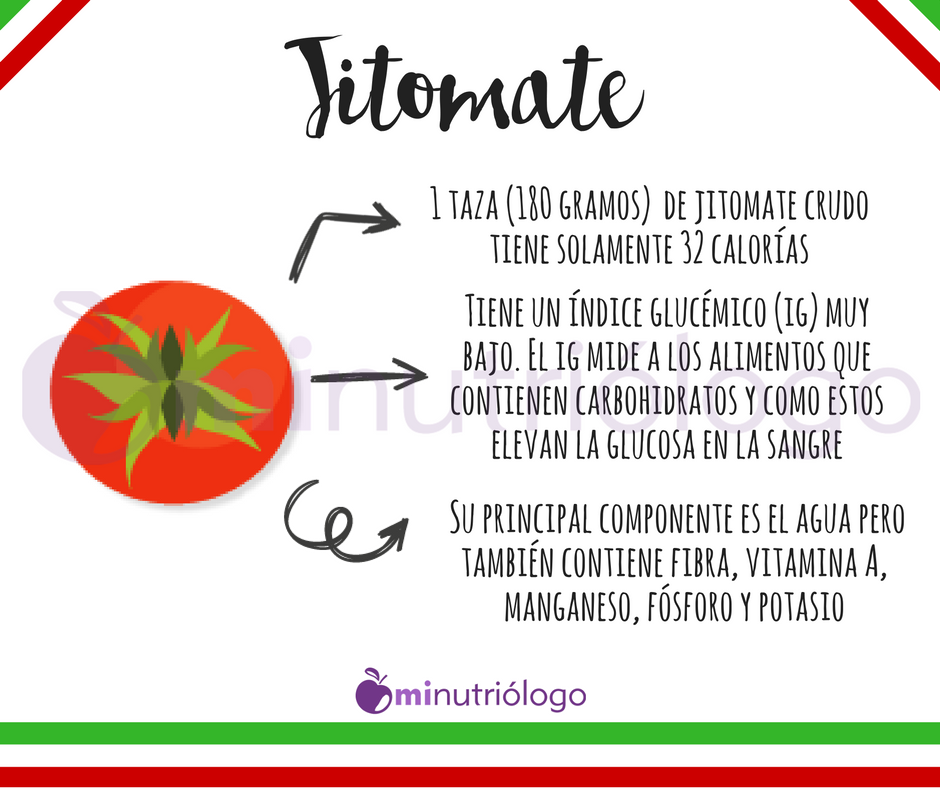 Jitomate
1 TAZA (180 GRAMOS) DE JITOMATE CRUDO
TIENE SOLAMENTE 32 CALORÍAS
TIENE UN ÍNDICE GLUCÉMICO (IG) MUY
BAJO. EL IG MIDE A LOS ALIMENTOS QUE
CONTIENEN CARBOHIDRATOS Y COMO ESTOS
ELEVAN LA GLUCOSA EN LA SANGRE
SU PRINCIPAL COMPONENTE ES EL AGUA PERO
TAMBIÉN CONTIENE FIBRA, VITAMINA A,
MANGANESO, FÓSFORO Y POTASIO
minutriólogo
minutriólogo